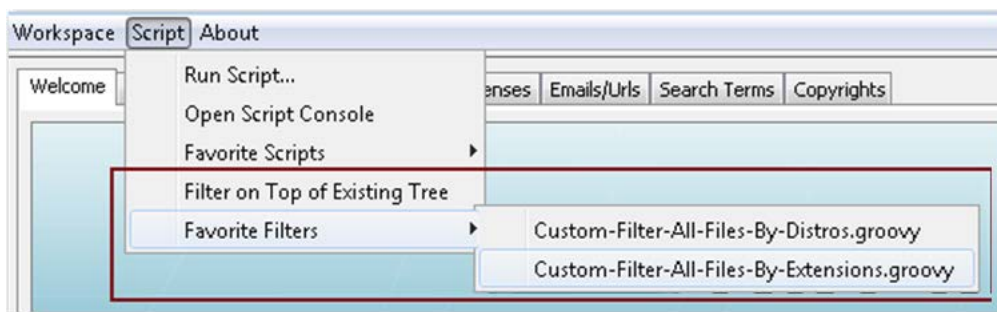 Workspace Script About
Run Script...
Welcome enses Emails/Urls Search Terms Copyrights
Open Script Console
Favorite Scripts
Filter on Top of Existing Tree
Favorite Filters Custom-Filter-All-Files-By-Distros.groovy
Custom-Filter-All-Files-By-Extensions.groovy